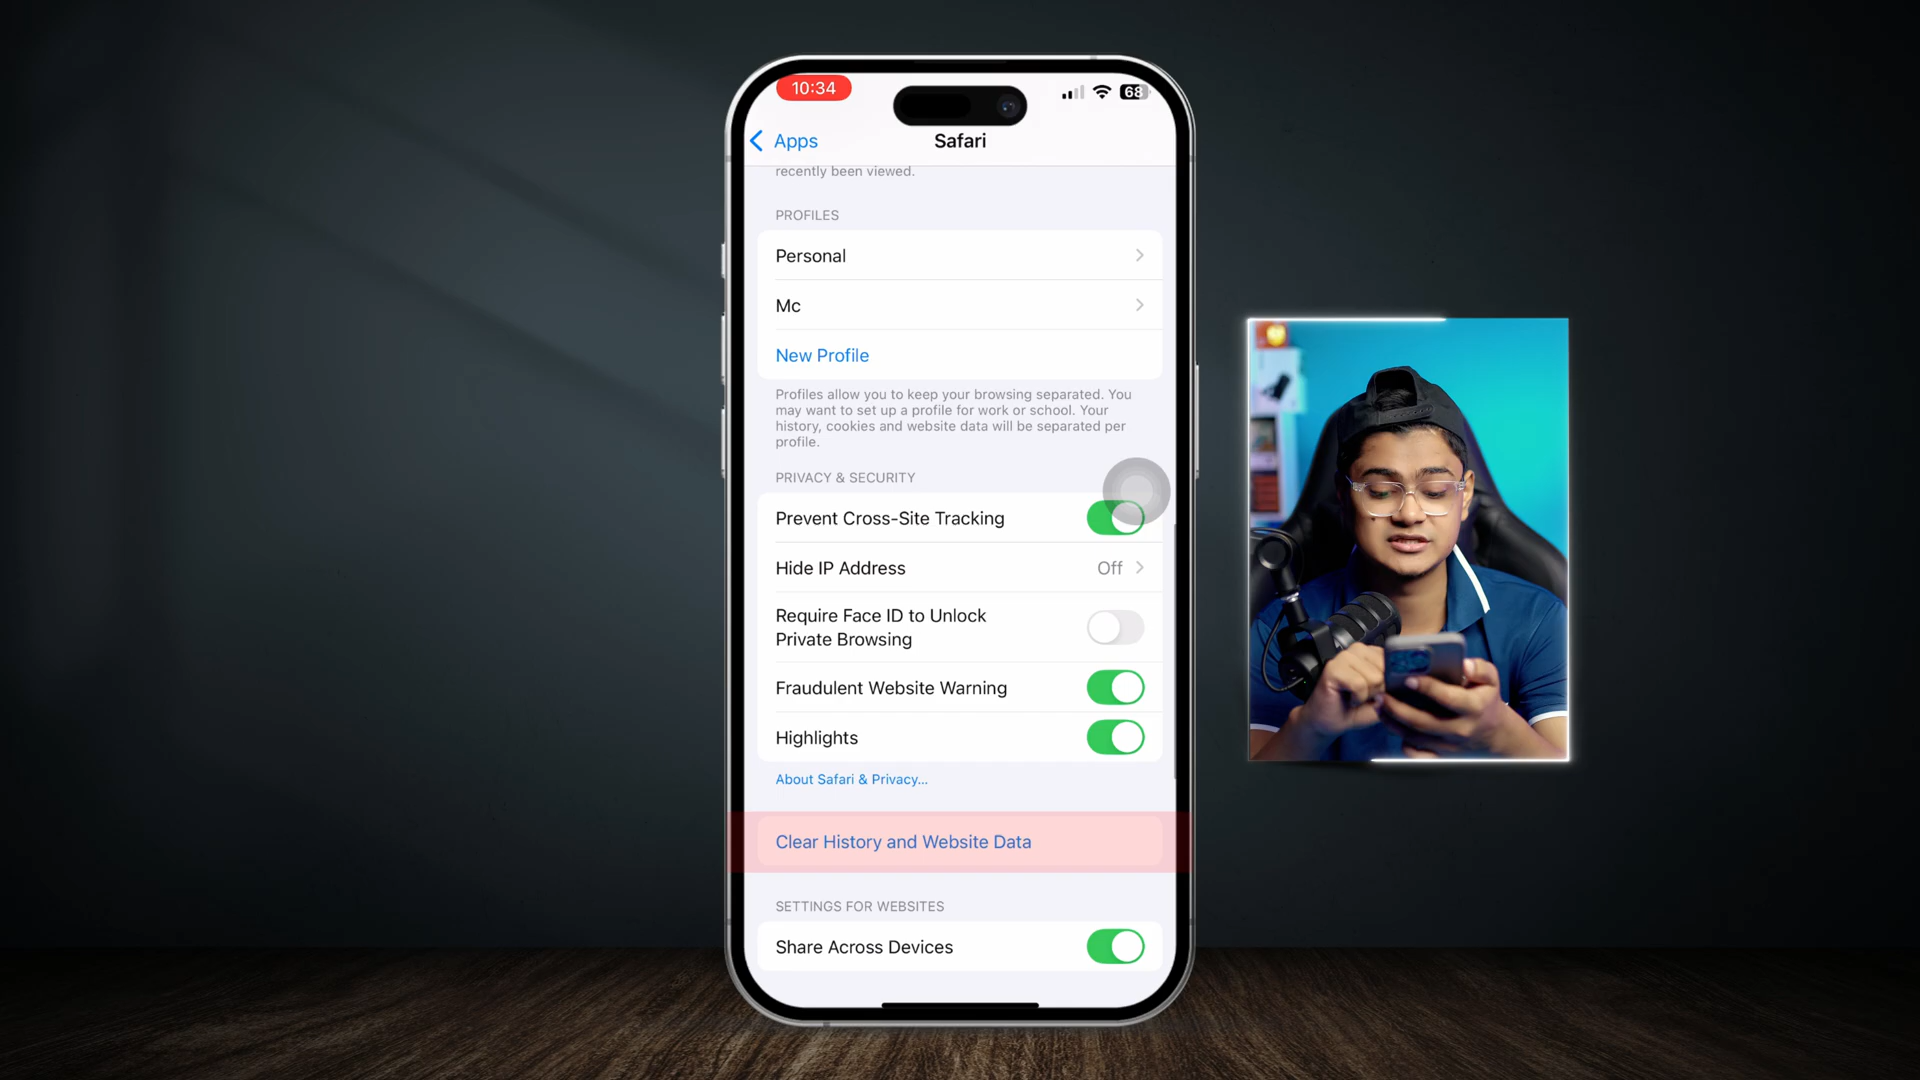 10:34
68
Apps
Safari
recently been viewed.
PROFILES
Personal
Mc
New Profile
Profiles allow you to keep your browsing separated. You
may want to set up a profile for work or school. Your
history, cookies and website data will be separated per
profile.
PRIVACY & SECURITY
Prevent Cross-Site Tracking
Hide IP Address
Off
Require Face ID to Unlock
Private Browsing
Fraudulent Website Warning
Highlights
About Safari & Privacy...
Clear History and Website Data
SETTINGS FOR WEBSITES
Share Across Devices